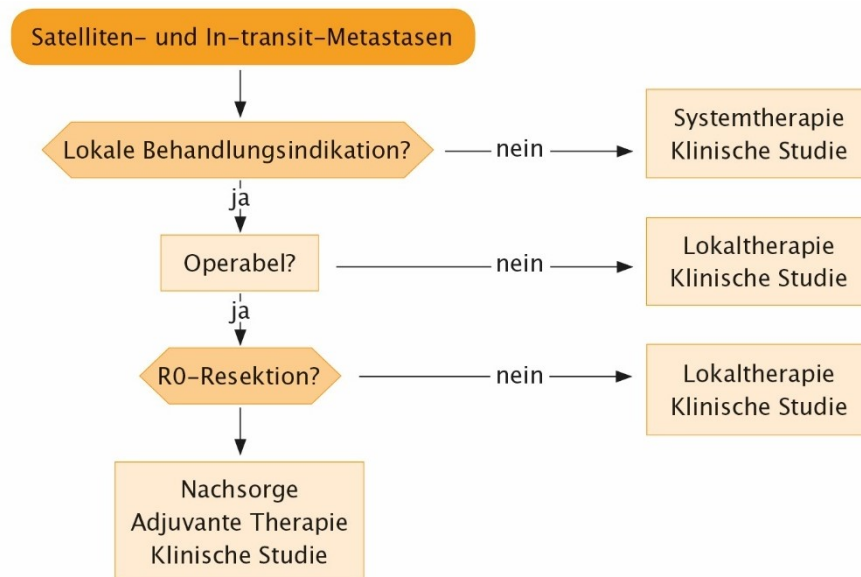 Satelliten- und In-transit-Metastasen
Lokale Behandlungsindikation?
nein
Systemtherapie
Klinische Studie
ja
Operabel?
nein
Lokaltherapie
Klinische Studie
ja
R0-Resektion?
nein
Lokaltherapie
Klinische Studie
Nachsorge
Adjuvante Therapie
Klinische Studie